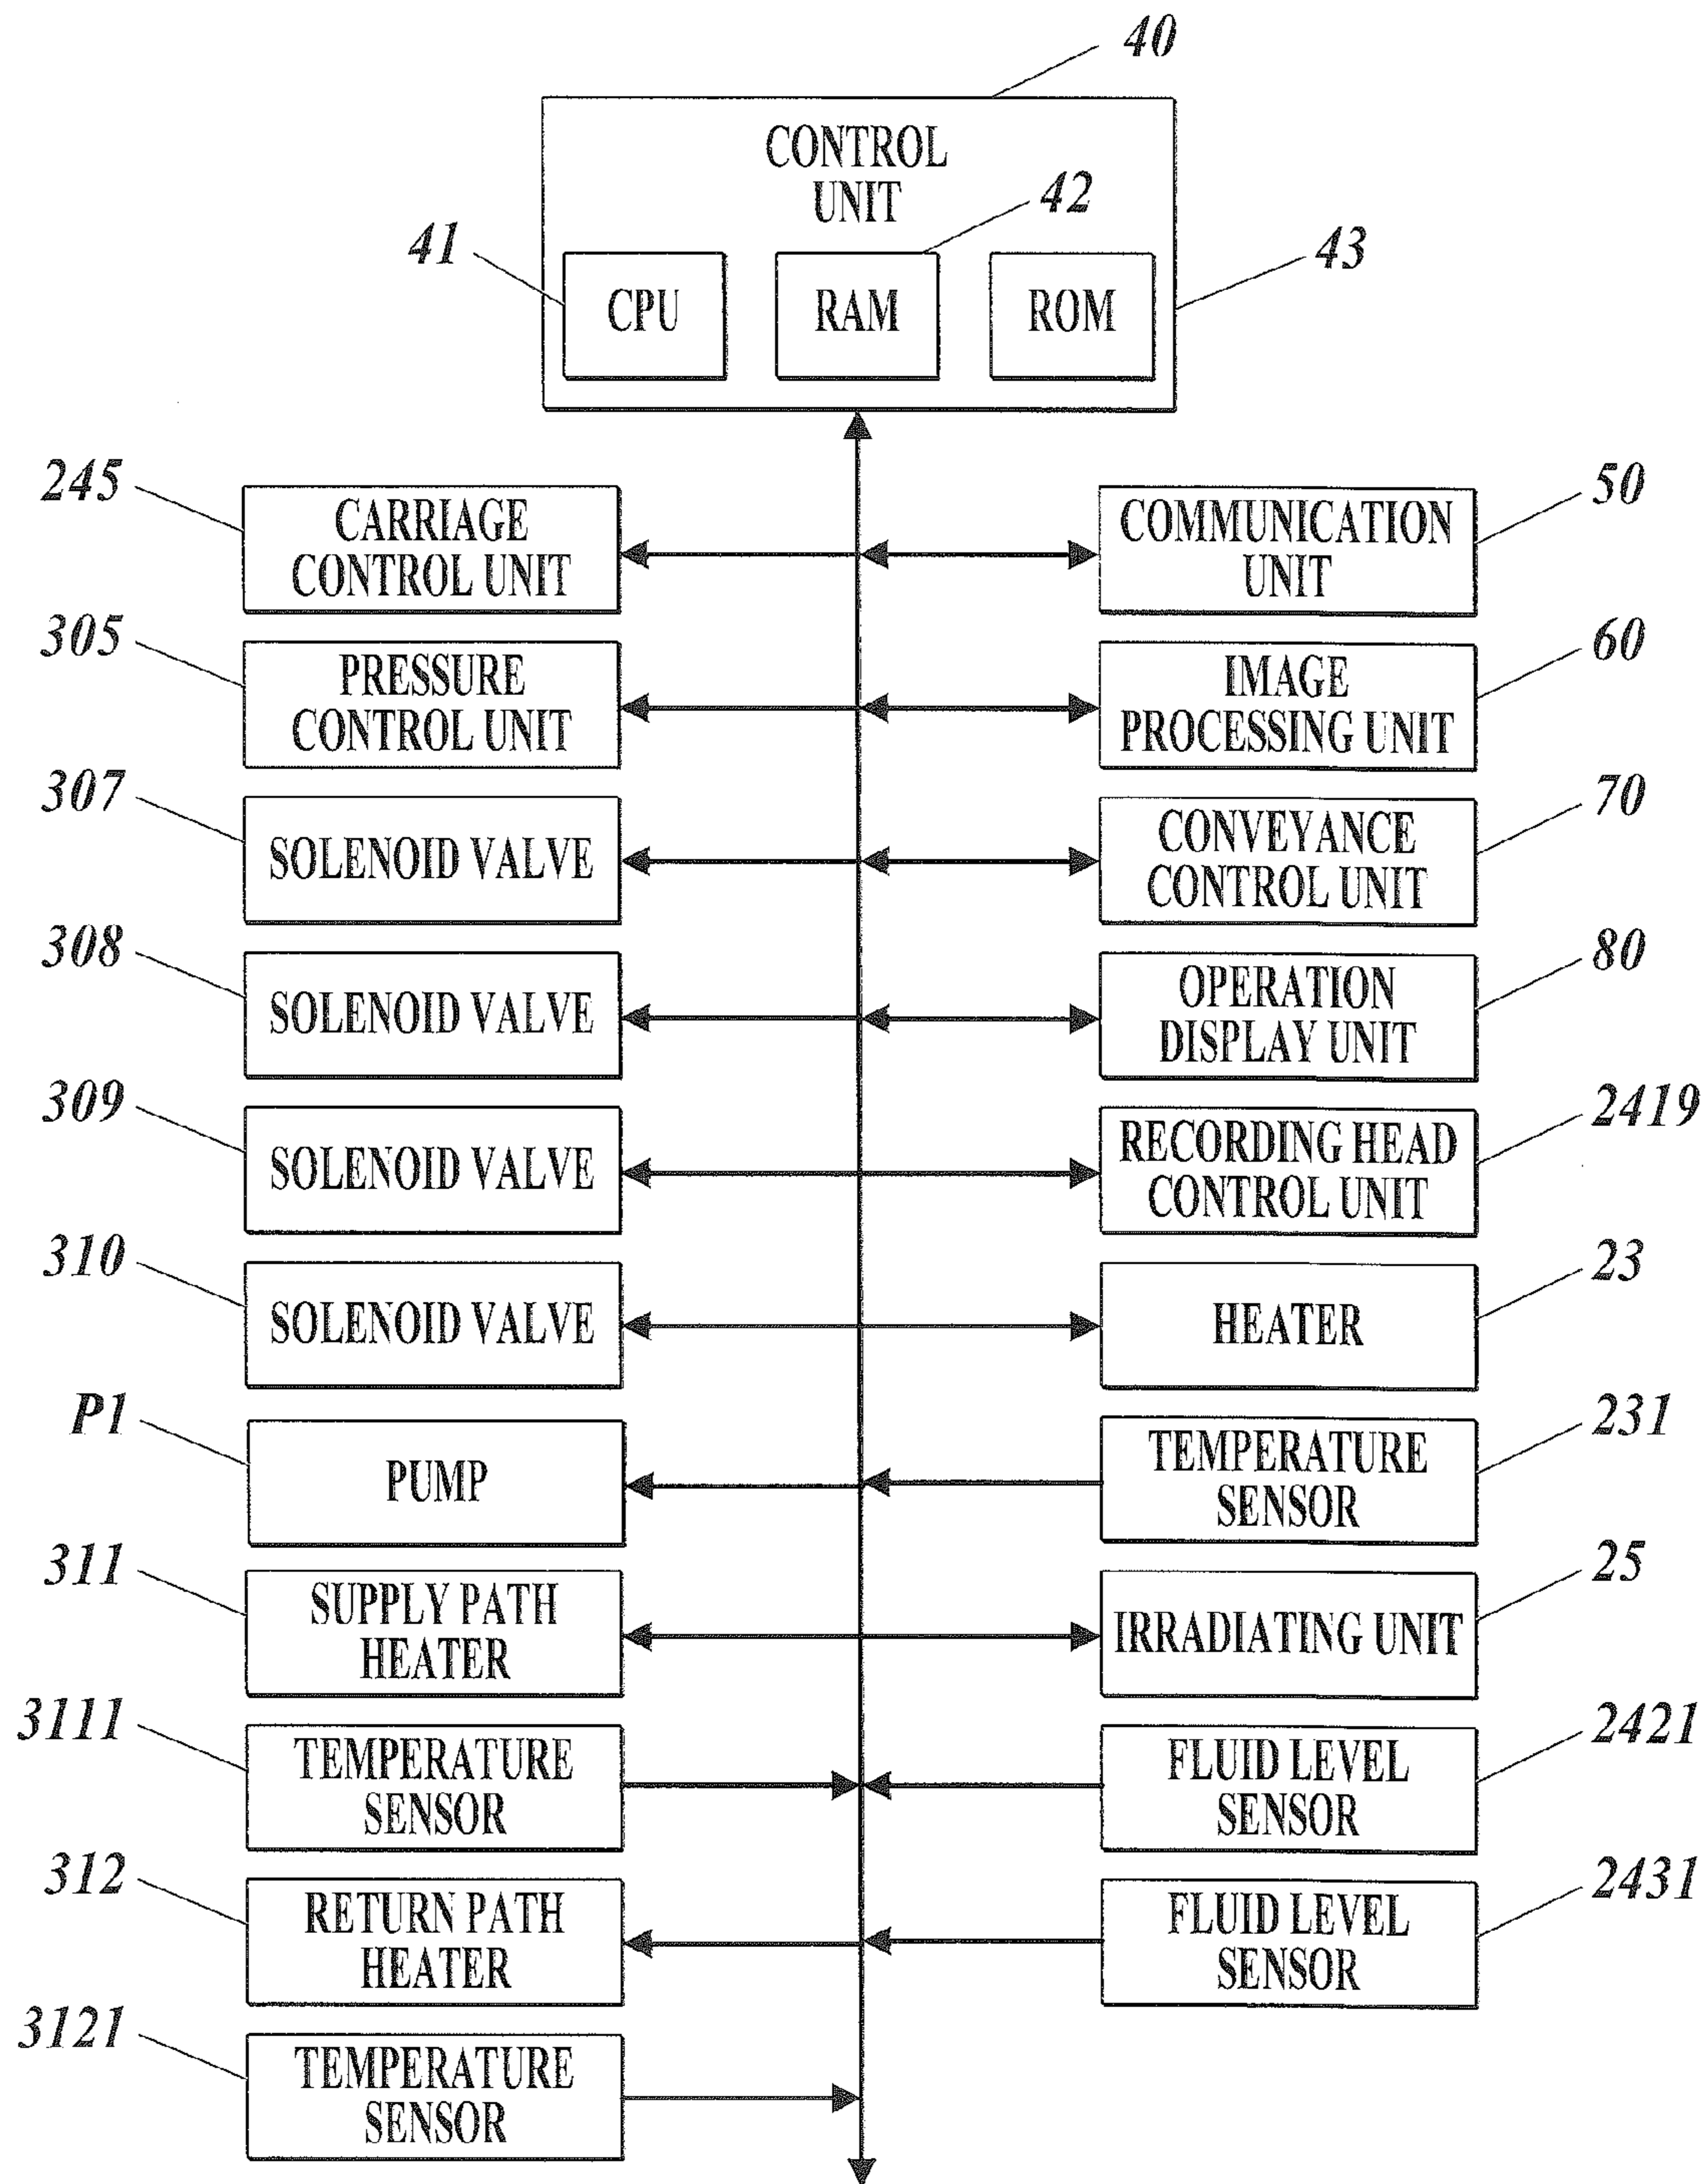 40
CONTROL
UNIT
42
41
43
CPU
RAM
ROM
245
CARRIAGE
CONTROL UNIT
50
COMMUNICATION
UNIT
305
PRESSURE
CONTROL UNIT
60
IMAGE
PROCESSING UNIT
307
SOLENOID VALVE
70
CONVEYANCE
CONTROL UNIT
308
SOLENOID VALVE
80
OPERATION
DISPLAY UNIT
309
SOLENOID VALVE
2419
RECORDING HEAD
CONTROL UNIT
310
SOLENOID VALVE
23
HEATER
P1
PUMP
231
TEMPERATURE
SENSOR
311
SUPPLY PATH
HEATER
25
IRRADIATING UNIT
3111
TEMPERATURE
SENSOR
2421
FLUID LEVEL
SENSOR
312
RETURN PATH
HEATER
2431
FLUID LEVEL
SENSOR
3121
TEMPERATURE
SENSOR